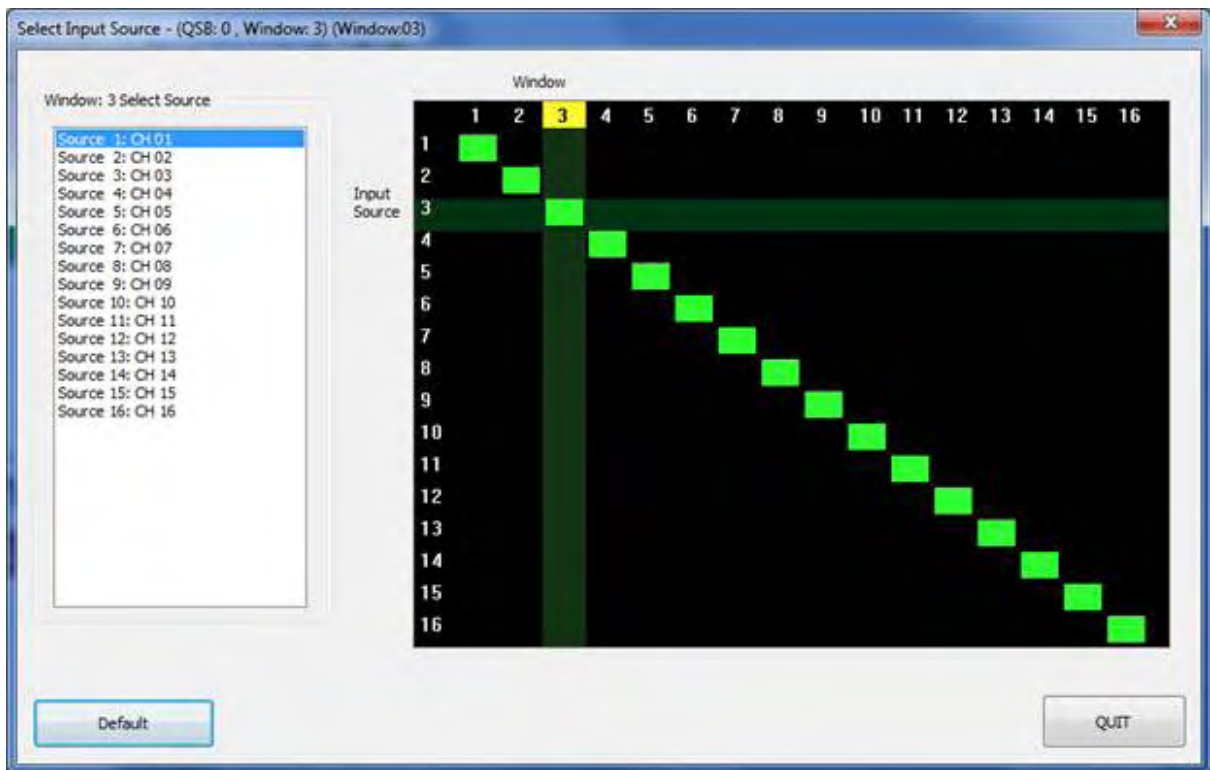 Select Input Source - (QSB: 0 , Window: 3) (Window:03)
Window: 3 Select Source
Source 1: CH 01
Source 2: CH 02
Source 3: CH 03
Source 4: CH 04
Source 5: CH 05
Source 6: CH 06
Source 7: CH 07
Source 8: CH 08
Source 9: CH 09
Source 10: CH 10
Source 11: CH 11
Source 12: CH 12
Source 13: CH 13
Source 14: CH 14
Source 15: CH 15
Source 16: CH 16
Window
1 2 3 4 5 6 7 8 9 10 11 12 13 14 15 16
Input
Source
1
2
3
4
5
6
7
8
9
10
11
12
13
14
15
16
Default
QUIT